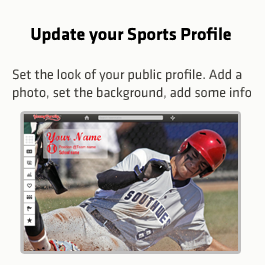 Update your Sports Profile
Set the look of your public profile. Add a
photo, set the background, add some info
Your Name
SOUTHWE